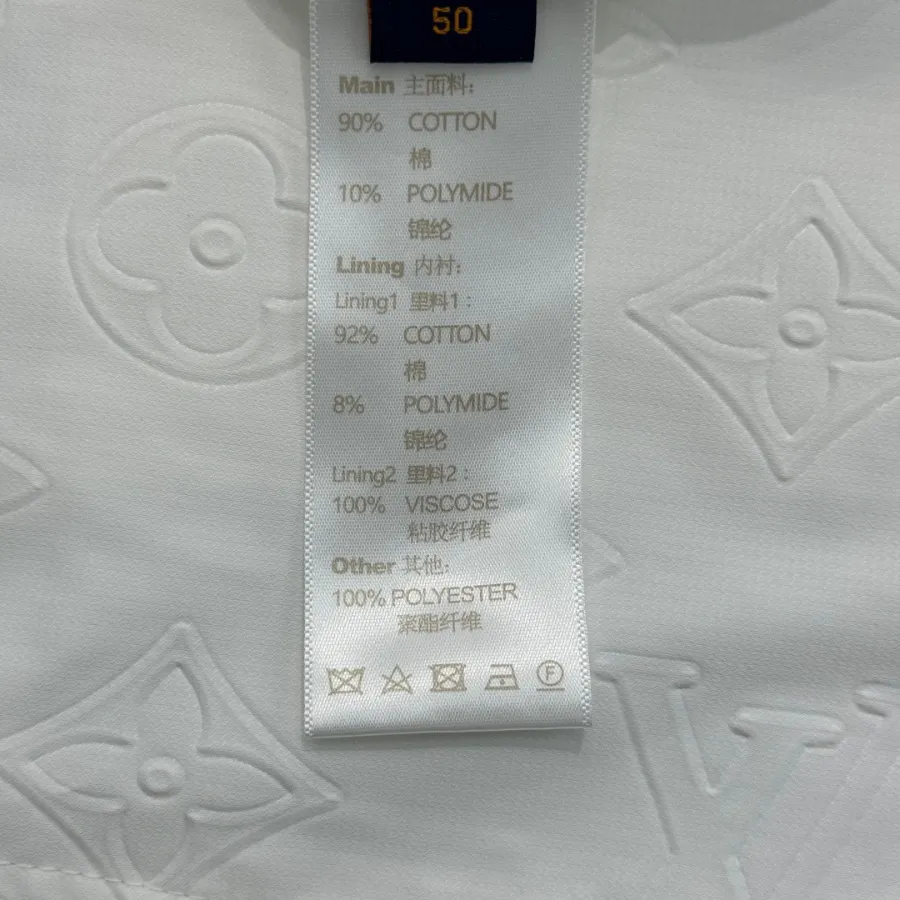 50
Main 主面料：
90% COTTON
棉
10% POLYMIDE
锦纶
Lining 内衬：
Lining1 里料1：
92% COTTON
棉
8% POLYMIDE
锦纶
Lining2 里料2：
100% VISCOSE
粘胶纤维
Other 其他：
100% POLYESTER
聚酯纤维
F
LV